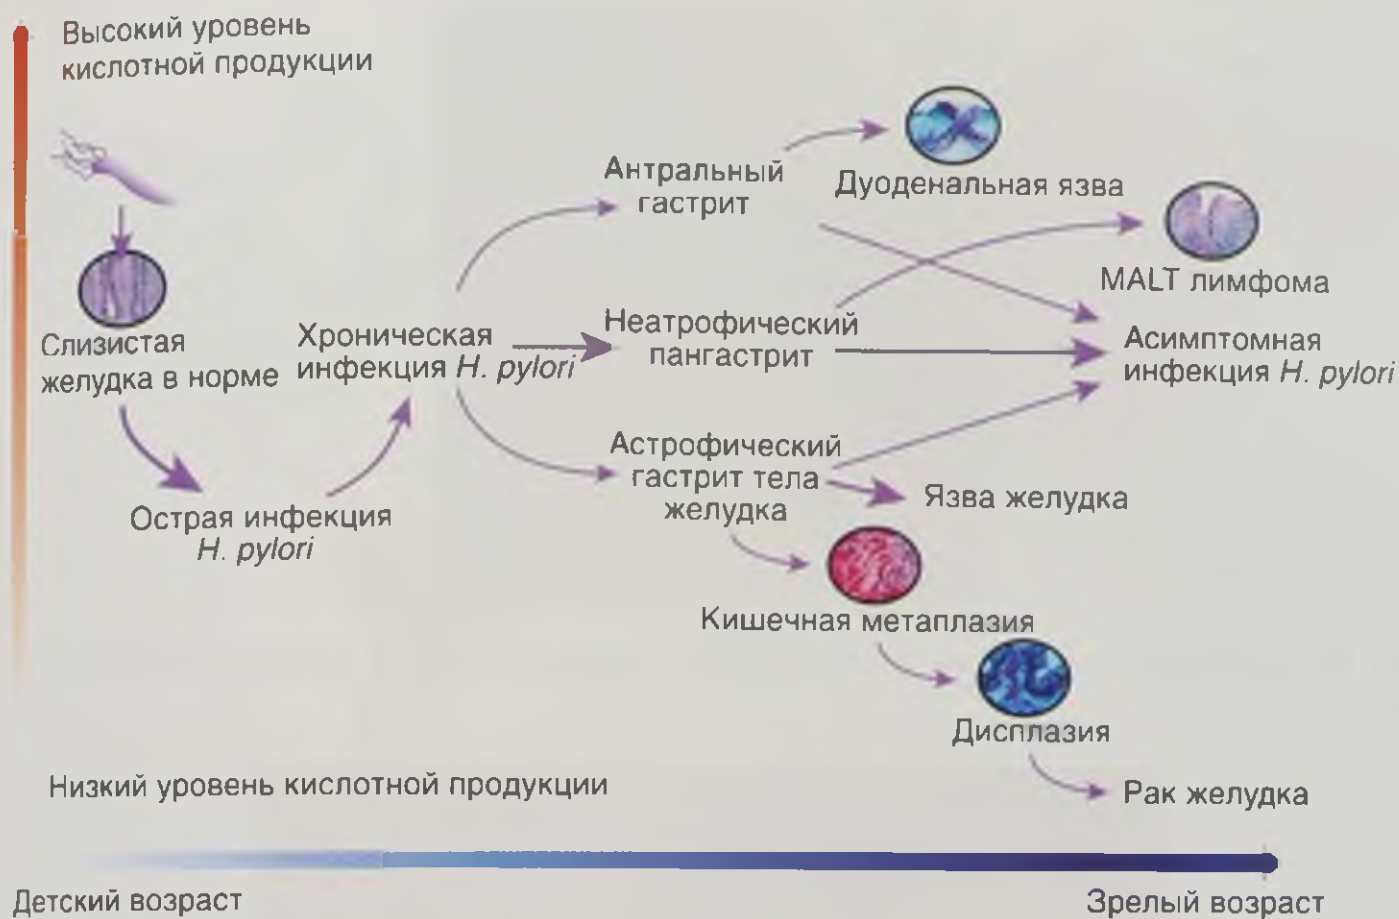 Высокий уровень
кислотной продукции
Антральный
гастрит
Дуоденальная язва
MALT лимфома
Слизистая
желудка в норме
Хроническая
инфекция H. pylori
Неатрофический
пангастрит
Асимптомная
инфекция H. pylori
Острая инфекция
H. pylori
Астрофический
гастрит тела
желудка
Язва желудка
Кишечная метаплазия
Дисплазия
Рак желудка
Низкий уровень кислотной продукции
Детский возраст
Зрелый возраст